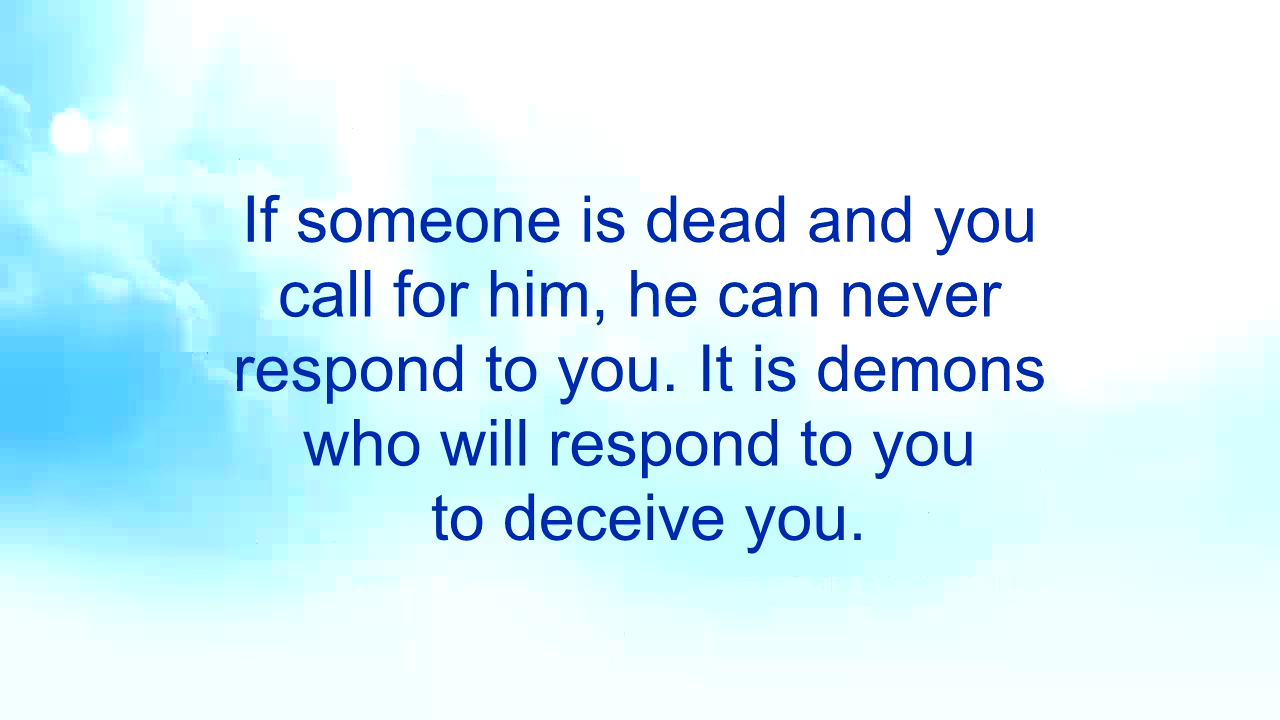 If someone is dead and you
call for him, he can never
respond to you. It is demons
who will respond to you
to deceive you.